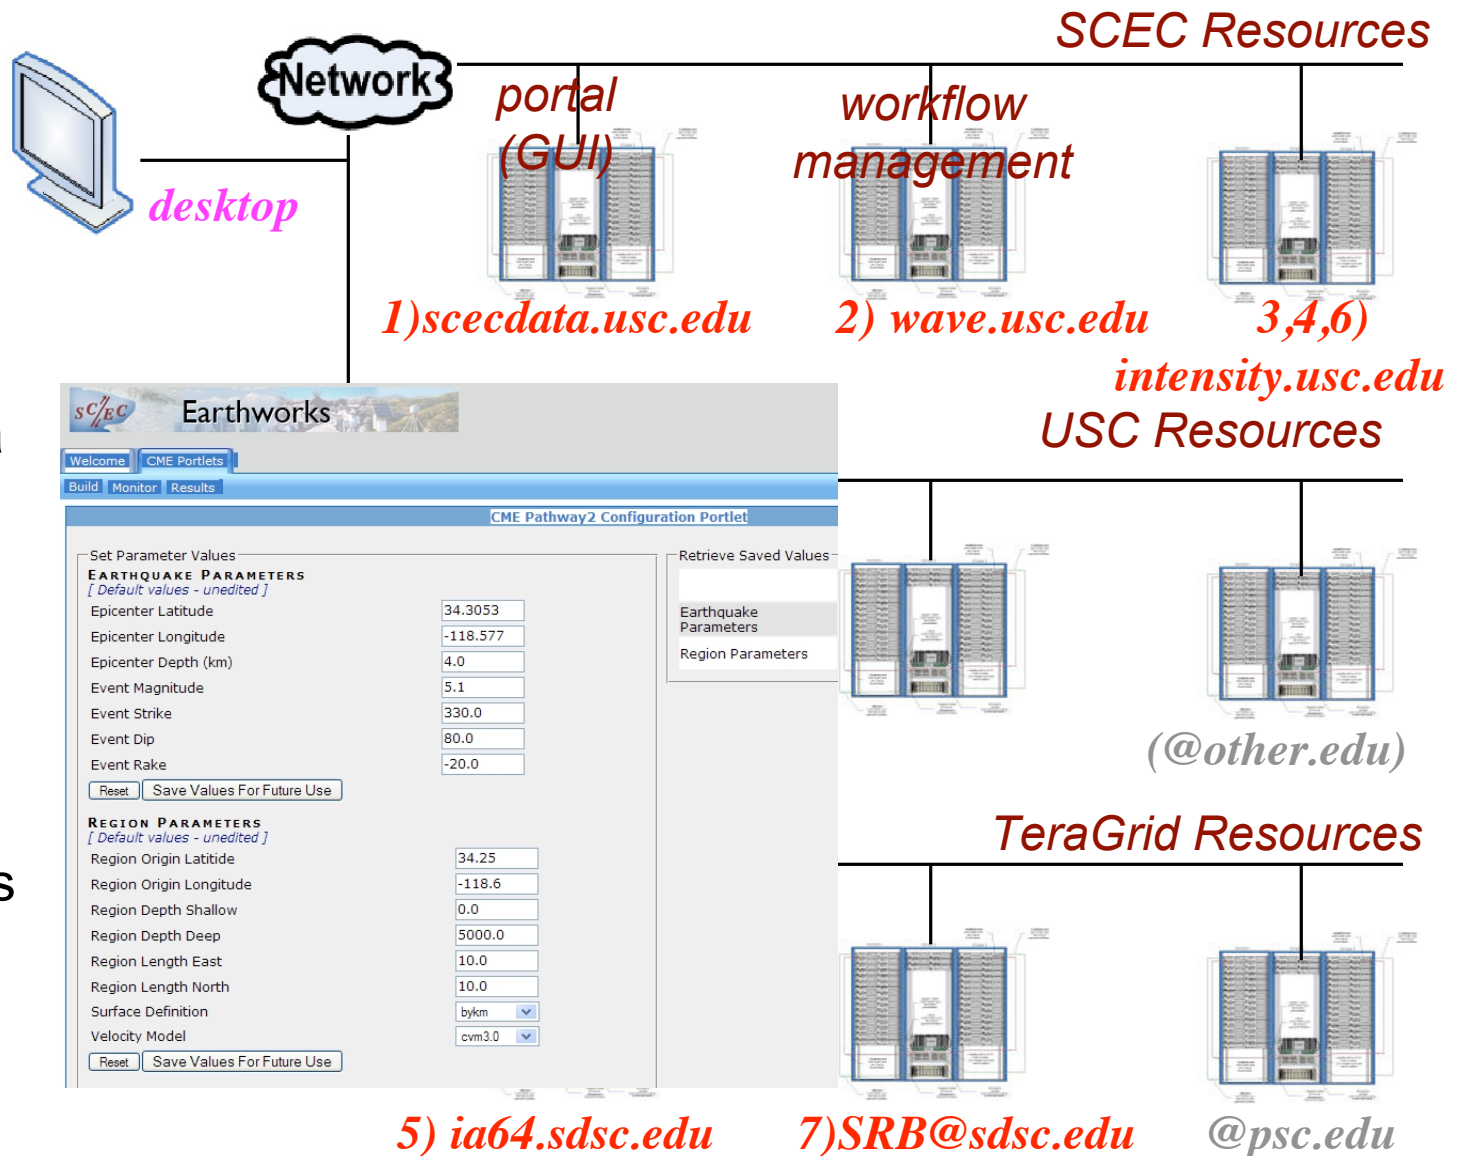 SCEC Resources
Network
portal
(GUI)
workflow
management
desktop
1)scecdata.usc.edu
2) wave.usc.edu
3,4,6)
intensity.usc.edu
USC Resources
SC/EC
Earthworks
Welcome
CME Portlets
Build
Monitor
Results
CME Pathway2 Configuration Portlet
Set Parameter Values
EARTHQUAKE PARAMETERS
[ Default values - unedited ]
Epicenter Latitude 34.3053
Epicenter Longitude -118.577
Epicenter Depth (km) 4.0
Event Magnitude 5.1
Event Strike 330.0
Event Dip 80.0
Event Rake -20.0
Reset
Save Values For Future Use
REGION PARAMETERS
[ Default values - unedited ]
Region Origin Latitide 34.25
Region Origin Longitude -118.6
Region Depth Shallow 0.0
Region Depth Deep 5000.0
Region Length East 10.0
Region Length North 10.0
Surface Definition bykm
Velocity Model cvm3.0
Reset
Save Values For Future Use
Retrieve Saved Values
Earthquake
Parameters
Region Parameters
(@other.edu)
TeraGrid Resources
s
5) ia64.sdsc.edu
7)SRB@sdsc.edu
@psc.edu